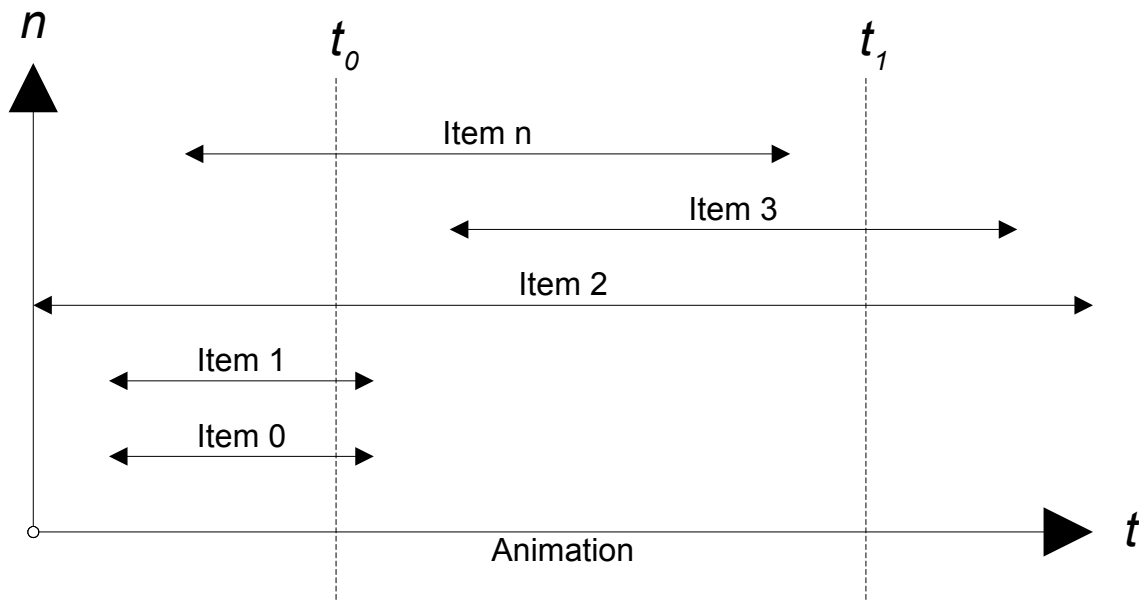 n
t₀
t₁
Item n
Item 3
Item 2
Item 1
Item 0
t
Animation